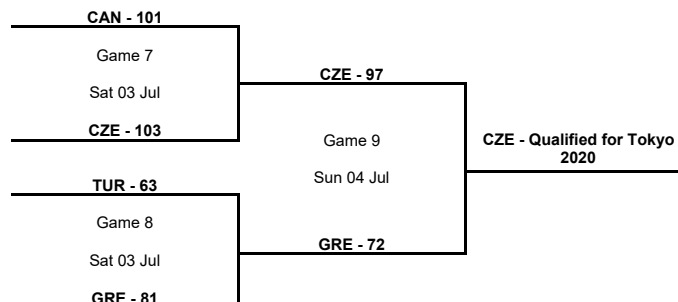 CAN - 101
Game 7
Sat 03 Jul
CZE - 103
TUR - 63
Game 8
Sat 03 Jul
GRE - 81
CZE - 97
Game 9
Sun 04 Jul
GRE - 72
CZE - Qualified for Tokyo
2020